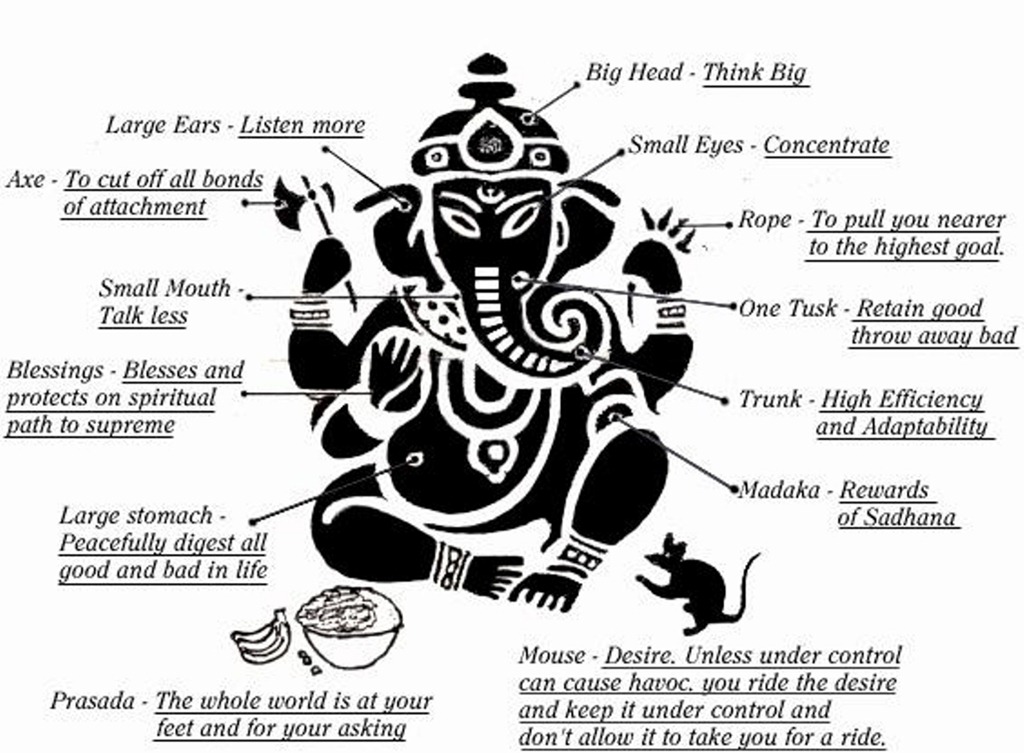 Big Head - Think Big
Large Ears - Listen more
Small Eyes - Concentrate
Axe - To cut off all bonds
of attachment
Rope - To pull you nearer
to the highest goal.
Small Mouth -
Talk less
One Tusk - Retain good
throw away bad
Blessings - Blesses and
protects on spiritual
path to supreme
Trunk - High Efficiency
and Adaptability
Madaka - Rewards
of Sadhana
Large stomach -
Peacefully digest all
good and bad in life
Mouse - Desire. Unless under control
can cause havoc. you ride the desire
and keep it under control and
don't allow it to take you for a ride.
Prasada - The whole world is at your
feet and for your asking